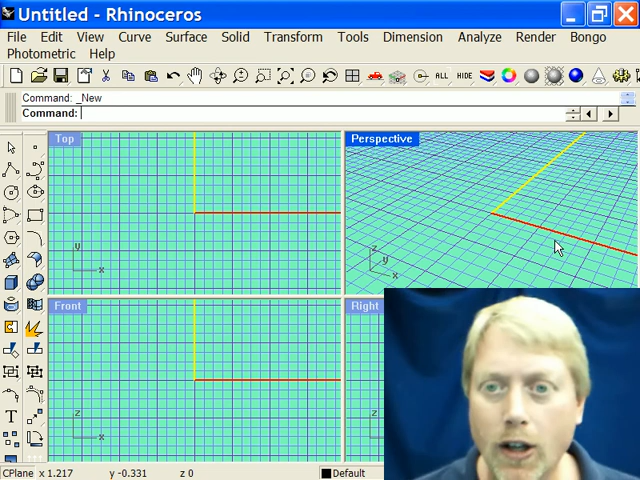 Untitled - Rhinoceros
File Edit View Curve Surface Solid Transform Tools Dimension Analyze Render Bongo
Photometric Help
ALL HIDE
Command: _New
Command:
Top
Perspective
y
x
z
y
x
Front
Right
z
x
T
CPlane x 1.217 y -0.331 z 0 Default